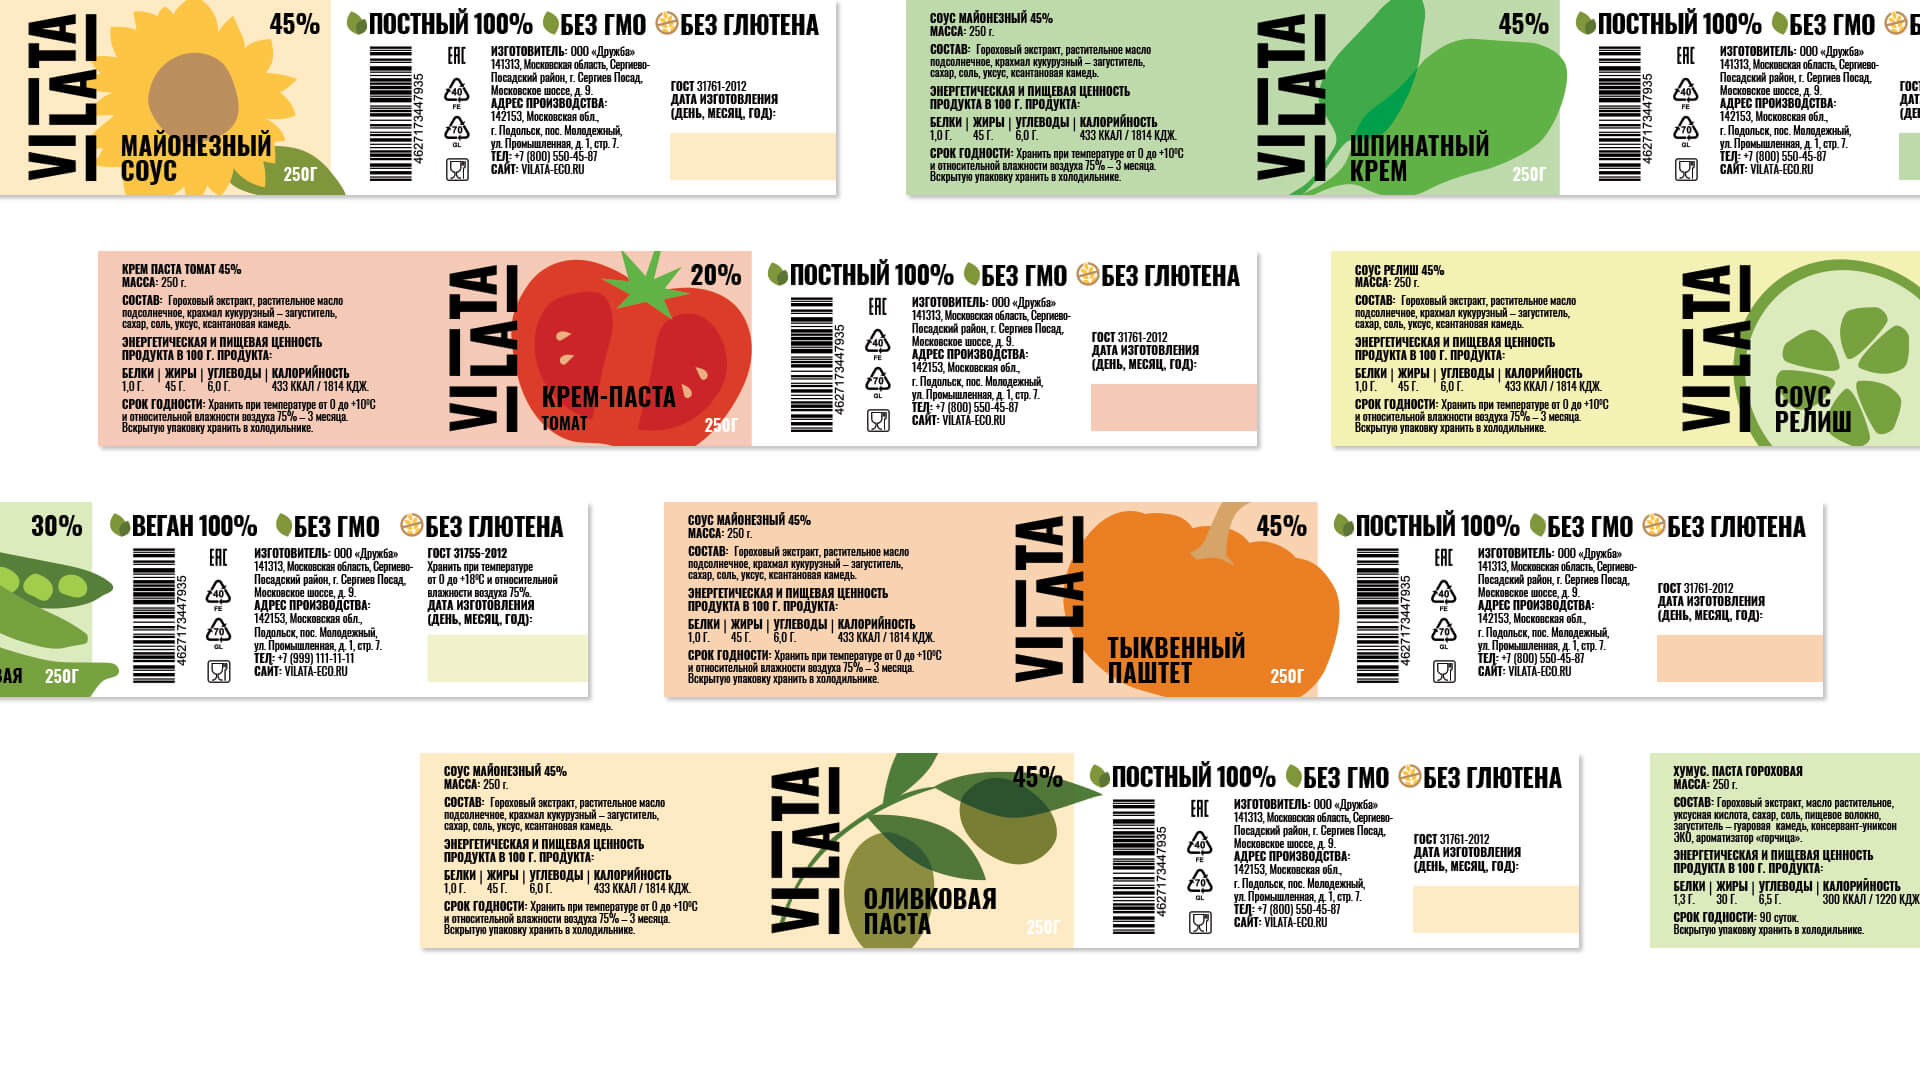 VILATA
45%
МАЙОНЕЗНЫЙ
СОУС
250Г
ПОСТНЫЙ 100%
БЕЗ ГМО
БЕЗ ГЛЮТЕНА
4627173447935
EAC
40
FE
70
GL
ИЗГОТОВИТЕЛЬ: ООО «Дружба»
141313, Московская область, Сергиево-
Посадский район, г. Сергиев Посад,
Московское шоссе, д. 9.
АДРЕС ПРОИЗВОДСТВА:
142153, Московская обл.,
г. Подольск, пос. Молодежный,
ул. Промышленная, д. 1, стр. 7.
ТЕЛ: +7 (800) 550-45-87
САЙТ: VILATA-ECO.RU
ГОСТ 31761-2012
ДАТА ИЗГОТОВЛЕНИЯ
(ДЕНЬ, МЕСЯЦ, ГОД):
СОУС МАЙОНЕЗНЫЙ 45%
МАССА: 250 г.
СОСТАВ: Гороховый экстракт, растительное масло
подсолнечное, крахмал кукурузный – загуститель,
сахар, соль, уксус, ксантановая камедь.
ЭНЕРГЕТИЧЕСКАЯ И ПИЩЕВАЯ ЦЕННОСТЬ
ПРОДУКТА В 100 Г. ПРОДУКТА:
БЕЛКИ | ЖИРЫ | УГЛЕВОДЫ | КАЛОРИЙНОСТЬ
1,0 Г. 45 Г. 6,0 Г. 433 ККАЛ / 1814 КДЖ.
СРОК ГОДНОСТИ: Хранить при температуре от 0 до +10°С
и относительной влажности воздуха 75% – 3 месяца.
Вскрытую упаковку хранить в холодильнике.
VILATA
45%
ШПИНАТНЫЙ
КРЕМ
250Г
ПОСТНЫЙ 100%
БЕЗ ГМО
Б
4627173447935
EAC
40
FE
70
GL
ИЗГОТОВИТЕЛЬ: ООО «Дружба»
141313, Московская область, Сергиево-
Посадский район, г. Сергиев Посад,
Московское шоссе, д. 9.
АДРЕС ПРОИЗВОДСТВА:
142153, Московская обл.,
г. Подольск, пос. Молодежный,
ул. Промышленная, д. 1, стр. 7.
ТЕЛ: +7 (800) 550-45-87
САЙТ: VILATA-ECO.RU
ГОСТ
ДАТА
(ДЕН
КРЕМ ПАСТА ТОМАТ 45%
МАССА: 250 г.
СОСТАВ: Гороховый экстракт, растительное масло
подсолнечное, крахмал кукурузный – загуститель,
сахар, соль, уксус, ксантановая камедь.
ЭНЕРГЕТИЧЕСКАЯ И ПИЩЕВАЯ ЦЕННОСТЬ
ПРОДУКТА В 100 Г. ПРОДУКТА:
БЕЛКИ | ЖИРЫ | УГЛЕВОДЫ | КАЛОРИЙНОСТЬ
1,0 Г. 45 Г. 6,0 Г. 433 ККАЛ / 1814 КДЖ.
СРОК ГОДНОСТИ: Хранить при температуре от 0 до +10°С
и относительной влажности воздуха 75% – 3 месяца.
Вскрытую упаковку хранить в холодильнике.
VILATA
20%
КРЕМ-ПАСТА
ТОМАТ
250Г
ПОСТНЫЙ 100%
БЕЗ ГМО
БЕЗ ГЛЮТЕНА
4627173447935
EAC
40
FE
70
GL
ИЗГОТОВИТЕЛЬ: ООО «Дружба»
141313, Московская область, Сергиево-
Посадский район, г. Сергиев Посад,
Московское шоссе, д. 9.
АДРЕС ПРОИЗВОДСТВА:
142153, Московская обл.,
г. Подольск, пос. Молодежный,
ул. Промышленная, д. 1, стр. 7.
ТЕЛ: +7 (800) 550-45-87
САЙТ: VILATA-ECO.RU
ГОСТ 31761-2012
ДАТА ИЗГОТОВЛЕНИЯ
(ДЕНЬ, МЕСЯЦ, ГОД):
СОУС РЕЛИШ 45%
МАССА: 250 г.
СОСТАВ: Гороховый экстракт, растительное масло
подсолнечное, крахмал кукурузный – загуститель,
сахар, соль, уксус, ксантановая камедь.
ЭНЕРГЕТИЧЕСКАЯ И ПИЩЕВАЯ ЦЕННОСТЬ
ПРОДУКТА В 100 Г. ПРОДУКТА:
БЕЛКИ | ЖИРЫ | УГЛЕВОДЫ | КАЛОРИЙНОСТЬ
1,0 Г. 45 Г. 6,0 Г. 433 ККАЛ / 1814 КДЖ.
СРОК ГОДНОСТИ: Хранить при температуре от 0 до +10°С
и относительной влажности воздуха 75% – 3 месяца.
Вскрытую упаковку хранить в холодильнике.
VILATA
СОУС
РЕЛИШ
30%
ВАЯ
250Г
ВЕГАН 100%
БЕЗ ГМО
БЕЗ ГЛЮТЕНА
4627173447935
EAC
40
FE
70
GL
ИЗГОТОВИТЕЛЬ: ООО «Дружба»
141313, Московская область, Сергиево-
Посадский район, г. Сергиев Посад,
Московское шоссе, д. 9.
АДРЕС ПРОИЗВОДСТВА:
142153, Московская обл.,
Подольск, пос. Молодежный,
ул. Промышленная, д. 1, стр. 7.
ТЕЛ: +7 (999) 111-11-11
САЙТ: VILATA-ECO.RU
ГОСТ 31755-2012
Хранить при температуре
от 0 до +18°С и относительной
влажности воздуха 75%.
ДАТА ИЗГОТОВЛЕНИЯ
(ДЕНЬ, МЕСЯЦ, ГОД):
СОУС МАЙОНЕЗНЫЙ 45%
МАССА: 250 г.
СОСТАВ: Гороховый экстракт, растительное масло
подсолнечное, крахмал кукурузный – загуститель,
сахар, соль, уксус, ксантановая камедь.
ЭНЕРГЕТИЧЕСКАЯ И ПИЩЕВАЯ ЦЕННОСТЬ
ПРОДУКТА В 100 Г. ПРОДУКТА:
БЕЛКИ | ЖИРЫ | УГЛЕВОДЫ | КАЛОРИЙНОСТЬ
1,0 Г. 45 Г. 6,0 Г. 433 ККАЛ / 1814 КДЖ.
СРОК ГОДНОСТИ: Хранить при температуре от 0 до +10°С
и относительной влажности воздуха 75% – 3 месяца.
Вскрытую упаковку хранить в холодильнике.
VILATA
45%
ТЫКВЕННЫЙ
ПАШТЕТ
250Г
ПОСТНЫЙ 100%
БЕЗ ГМО
БЕЗ ГЛЮТЕНА
4627173447935
EAC
40
FE
70
GL
ИЗГОТОВИТЕЛЬ: ООО «Дружба»
141313, Московская область, Сергиево-
Посадский район, г. Сергиев Посад,
Московское шоссе, д. 9.
АДРЕС ПРОИЗВОДСТВА:
142153, Московская обл.,
г. Подольск, пос. Молодежный,
ул. Промышленная, д. 1, стр. 7.
ТЕЛ: +7 (800) 550-45-87
САЙТ: VILATA-ECO.RU
ГОСТ 31761-2012
ДАТА ИЗГОТОВЛЕНИЯ
(ДЕНЬ, МЕСЯЦ, ГОД):
СОУС МАЙОНЕЗНЫЙ 45%
МАССА: 250 г.
СОСТАВ: Гороховый экстракт, растительное масло
подсолнечное, крахмал кукурузный – загуститель,
сахар, соль, уксус, ксантановая камедь.
ЭНЕРГЕТИЧЕСКАЯ И ПИЩЕВАЯ ЦЕННОСТЬ
ПРОДУКТА В 100 Г. ПРОДУКТА:
БЕЛКИ | ЖИРЫ | УГЛЕВОДЫ | КАЛОРИЙНОСТЬ
1,0 Г. 45 Г. 6,0 Г. 433 ККАЛ / 1814 КДЖ.
СРОК ГОДНОСТИ: Хранить при температуре от 0 до +10°С
и относительной влажности воздуха 75% – 3 месяца.
Вскрытую упаковку хранить в холодильнике.
VILATA
45%
ОЛИВКОВАЯ
ПАСТА
250Г
ПОСТНЫЙ 100%
БЕЗ ГМО
БЕЗ ГЛЮТЕНА
4627173447935
EAC
40
FE
70
GL
ИЗГОТОВИТЕЛЬ: ООО «Дружба»
141313, Московская область, Сергиево-
Посадский район, г. Сергиев Посад,
Московское шоссе, д. 9.
АДРЕС ПРОИЗВОДСТВА:
142153, Московская обл.,
г. Подольск, пос. Молодежный,
ул. Промышленная, д. 1, стр. 7.
ТЕЛ: +7 (800) 550-45-87
САЙТ: VILATA-ECO.RU
ГОСТ 31761-2012
ДАТА ИЗГОТОВЛЕНИЯ
(ДЕНЬ, МЕСЯЦ, ГОД):
ХУМУС. ПАСТА ГОРОХОВАЯ
МАССА: 250 г.
СОСТАВ: Гороховый экстракт, масло растительное,
уксусная кислота, сахар, соль, пищевое волокно,
загуститель – гуаровая камедь, консервант-униксон
ЭКО, ароматизатор «горчица».
ЭНЕРГЕТИЧЕСКАЯ И ПИЩЕВАЯ ЦЕННОСТЬ
ПРОДУКТА В 100 Г. ПРОДУКТА:
БЕЛКИ | ЖИРЫ | УГЛЕВОДЫ | КАЛОРИЙНОСТЬ
1,3 Г. 30 Г. 6,5 Г. 300 ККАЛ / 1220 КДЖ
СРОК ГОДНОСТИ: 90 суток.
Вскрытую упаковку хранить в холодильнике.